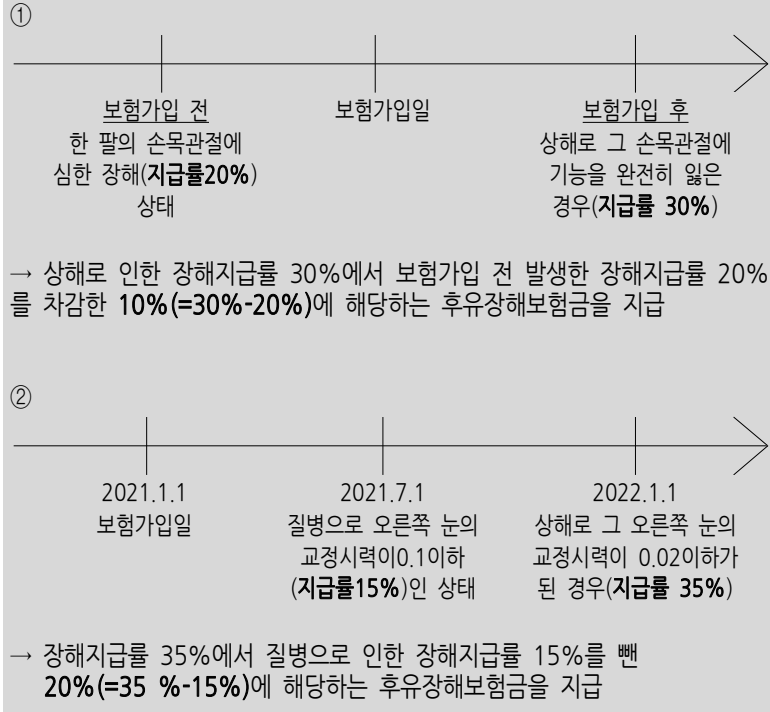 ①
보험가입 전
한 팔의 손목관절에
심한 장해(지급률20%)
상태
보험가입일
보험가입 후
상해로 그 손목관절에
기능을 완전히 잃은
경우(지급률 30%)
→ 상해로 인한 장해지급률 30%에서 보험가입 전 발생한 장해지급률 20%
를 차감한 10%(=30%-20%)에 해당하는 후유장해보험금을 지급
②
2021.1.1
보험가입일
2021.7.1
질병으로 오른쪽 눈의
교정시력이0.1이하
(지급률15%)인 상태
2022.1.1
상해로 그 오른쪽 눈의
교정시력이 0.02이하가
된 경우(지급률 35%)
→ 장해지급률 35%에서 질병으로 인한 장해지급률 15%를 뺀
20%(=35 %-15%)에 해당하는 후유장해보험금을 지급